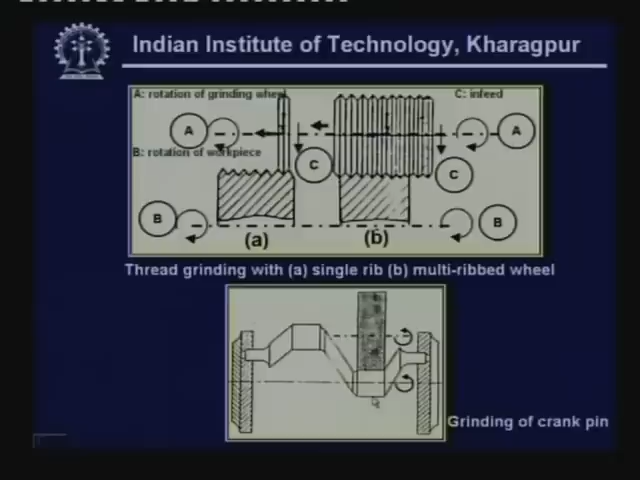 Indian Institute of Technology, Kharagpur
A: rotation of grinding wheel
C: infeed
A
A
B: rotation of workpiece
C
C
B
B
(a)
(b)
Thread grinding with (a) single rib (b) multi-ribbed wheel
Grinding of crank pin